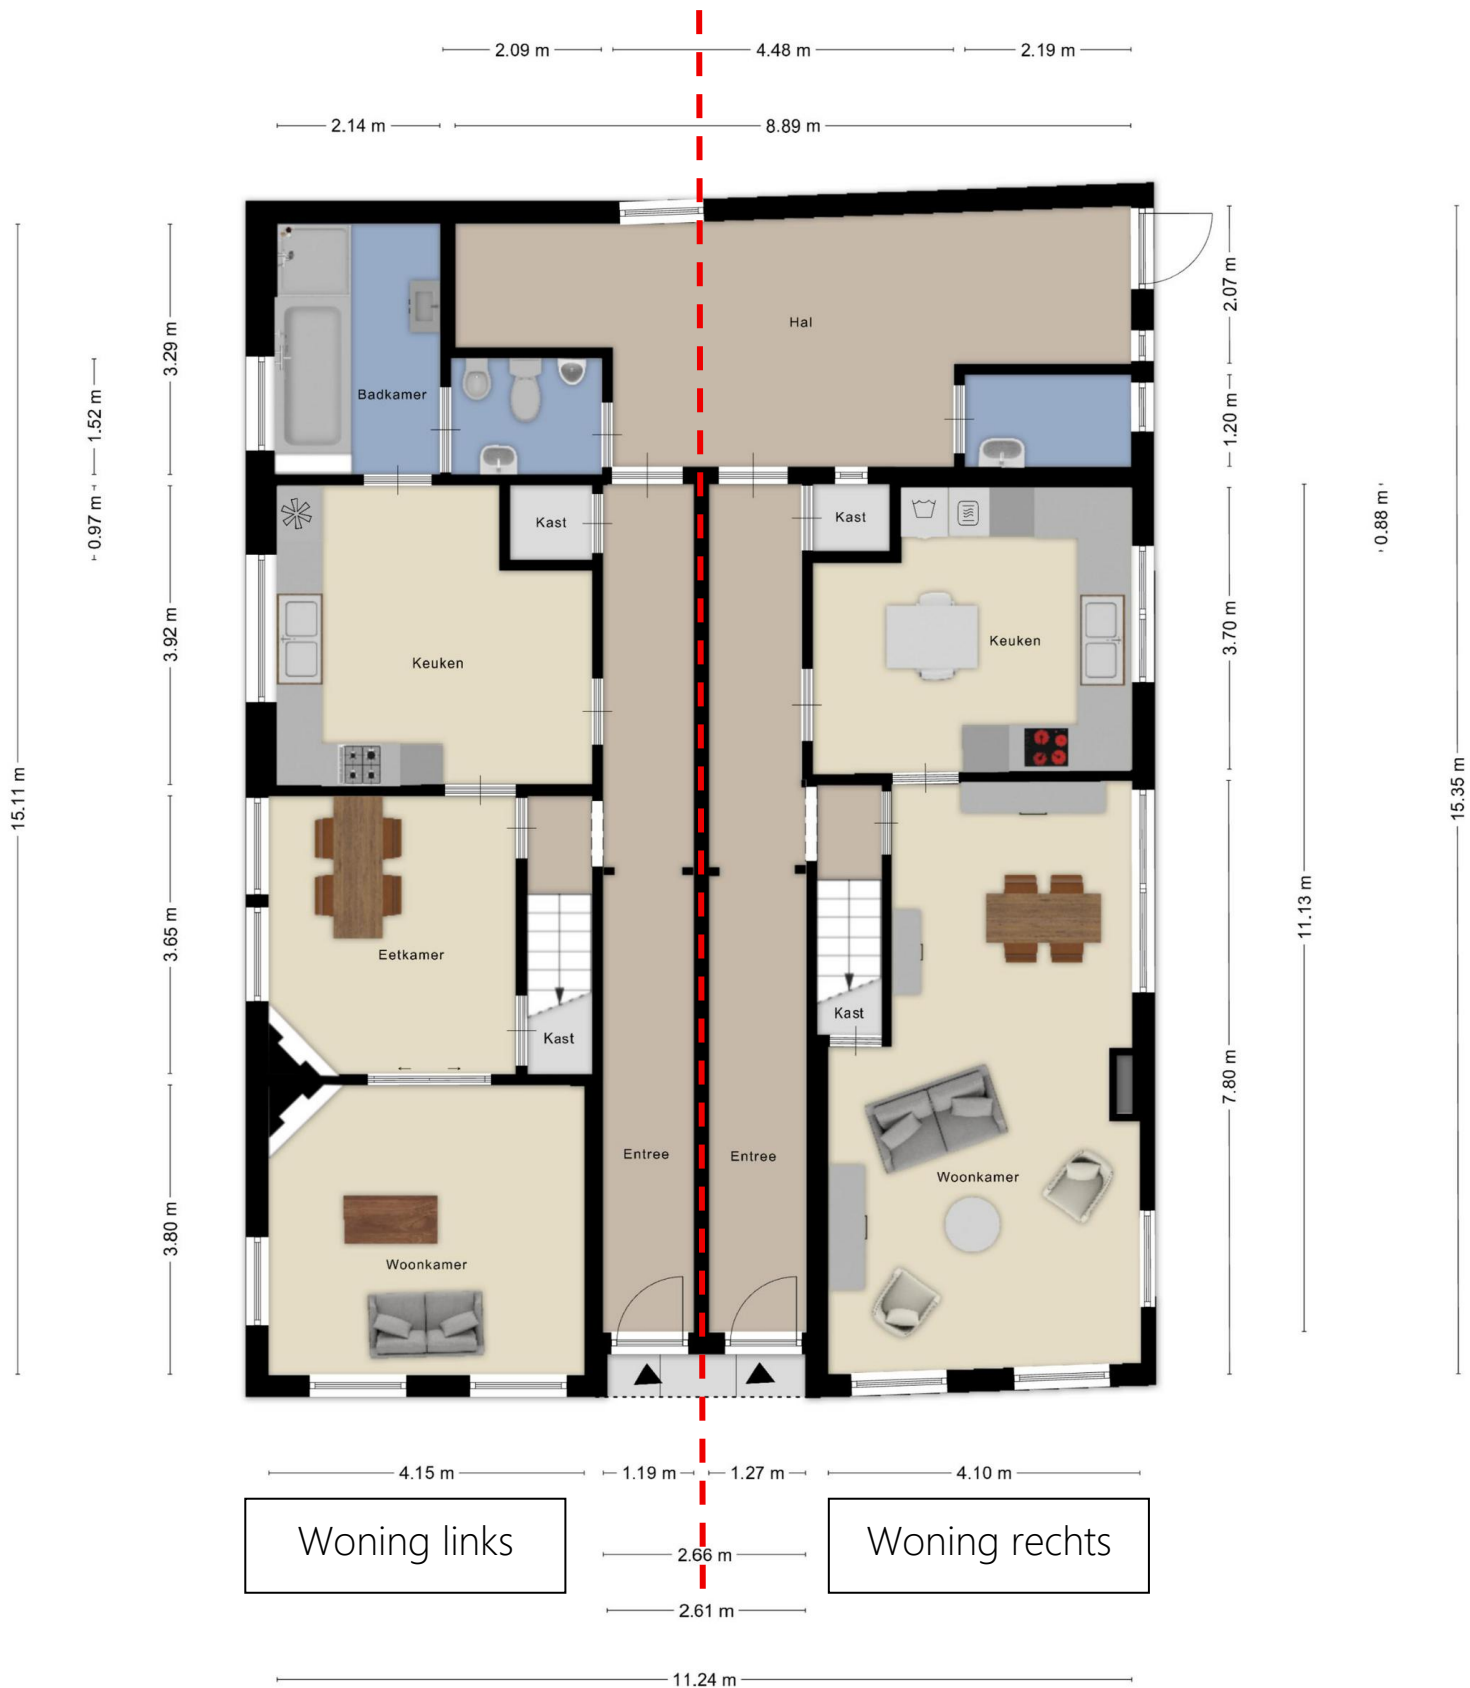 2.09 m
4.48 m
2.19 m
2.14 m
8.89 m
Hal
Badkamer
2.07 m
3.29 m
1.52 m
1.20 m
0.97 m
0.88 m
Kast
Kast
Keuken
Keuken
3.92 m
3.70 m
15.11 m
15.35 m
11.13 m
3.65 m
Eetkamer
Kast
Kast
7.80 m
Entree
Entree
Woonkamer
3.80 m
Woonkamer
4.15 m
1.19 m
1.27 m
4.10 m
Woning links
Woning rechts
2.66 m
2.61 m
11.24 m